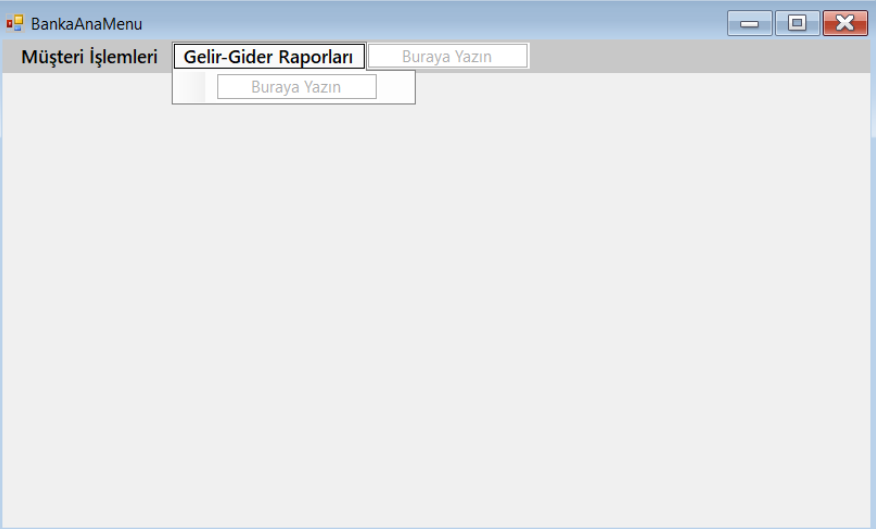 BankaAnaMenu
Müşteri İşlemleri Gelir-Gider Raporları Buraya Yazın
Buraya Yazın